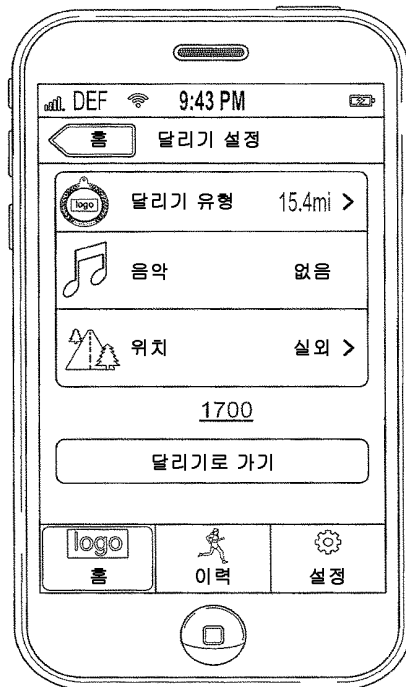 DEF 9:43 PM
홈 달리기 설정
logo 달리기 유형 15.4mi >
음악 없음
위치 실외 >
1700
달리기로 가기
logo
홈 이력 설정